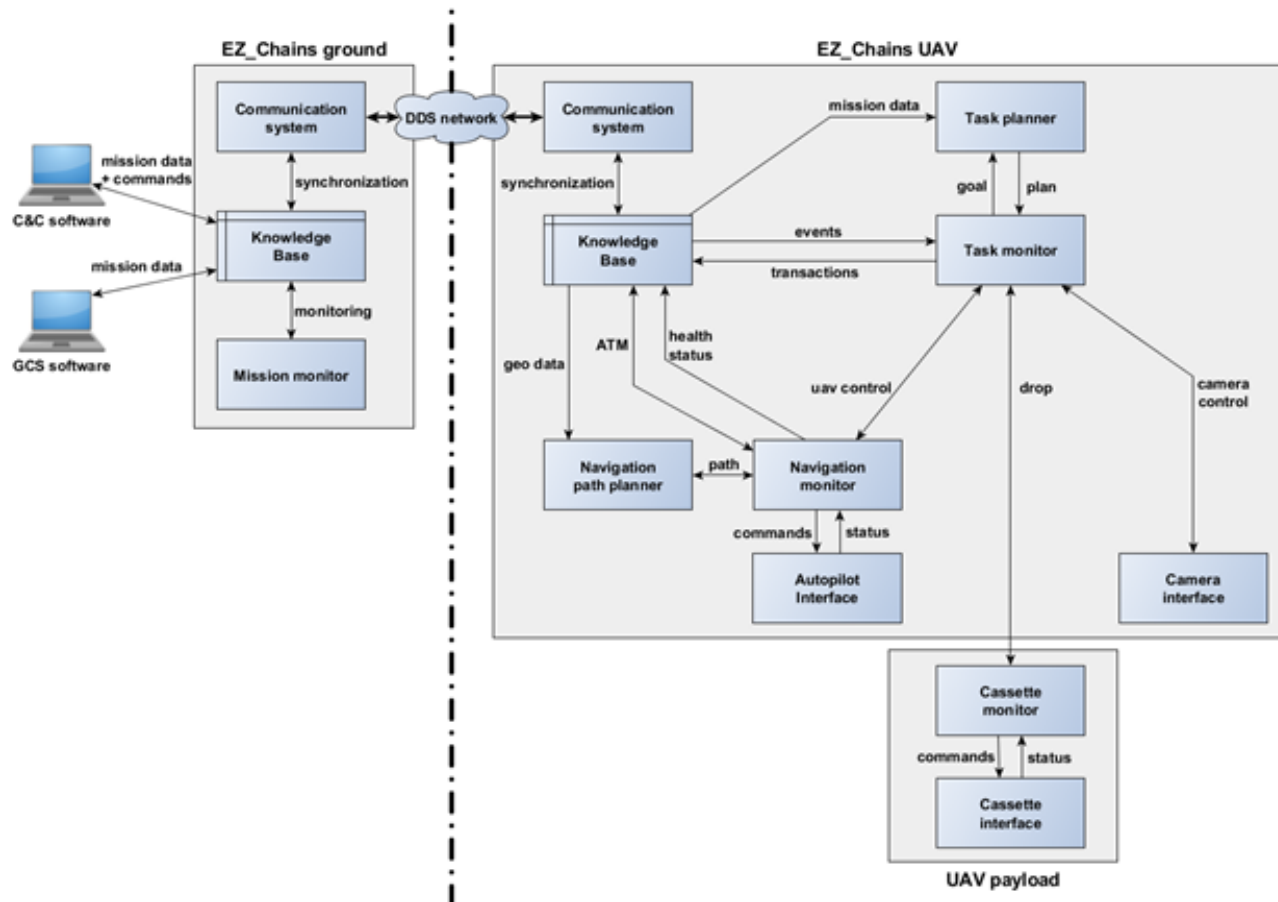 EZ_Chains ground
EZ_Chains UAV
Communication
system
DDS network
Communication
system
mission data
Task planner
mission data
+ commands
synchronization
synchronization
goal
plan
C&C software
Knowledge
Base
Knowledge
Base
events
Task monitor
transactions
mission data
monitoring
GCS software
Mission monitor
geo data
ATM
health
status
uav control
drop
camera
control
Navigation
path planner
path
Navigation
monitor
commands
status
Autopilot
Interface
Camera
interface
Cassette
monitor
commands
status
Cassette
interface
UAV payload